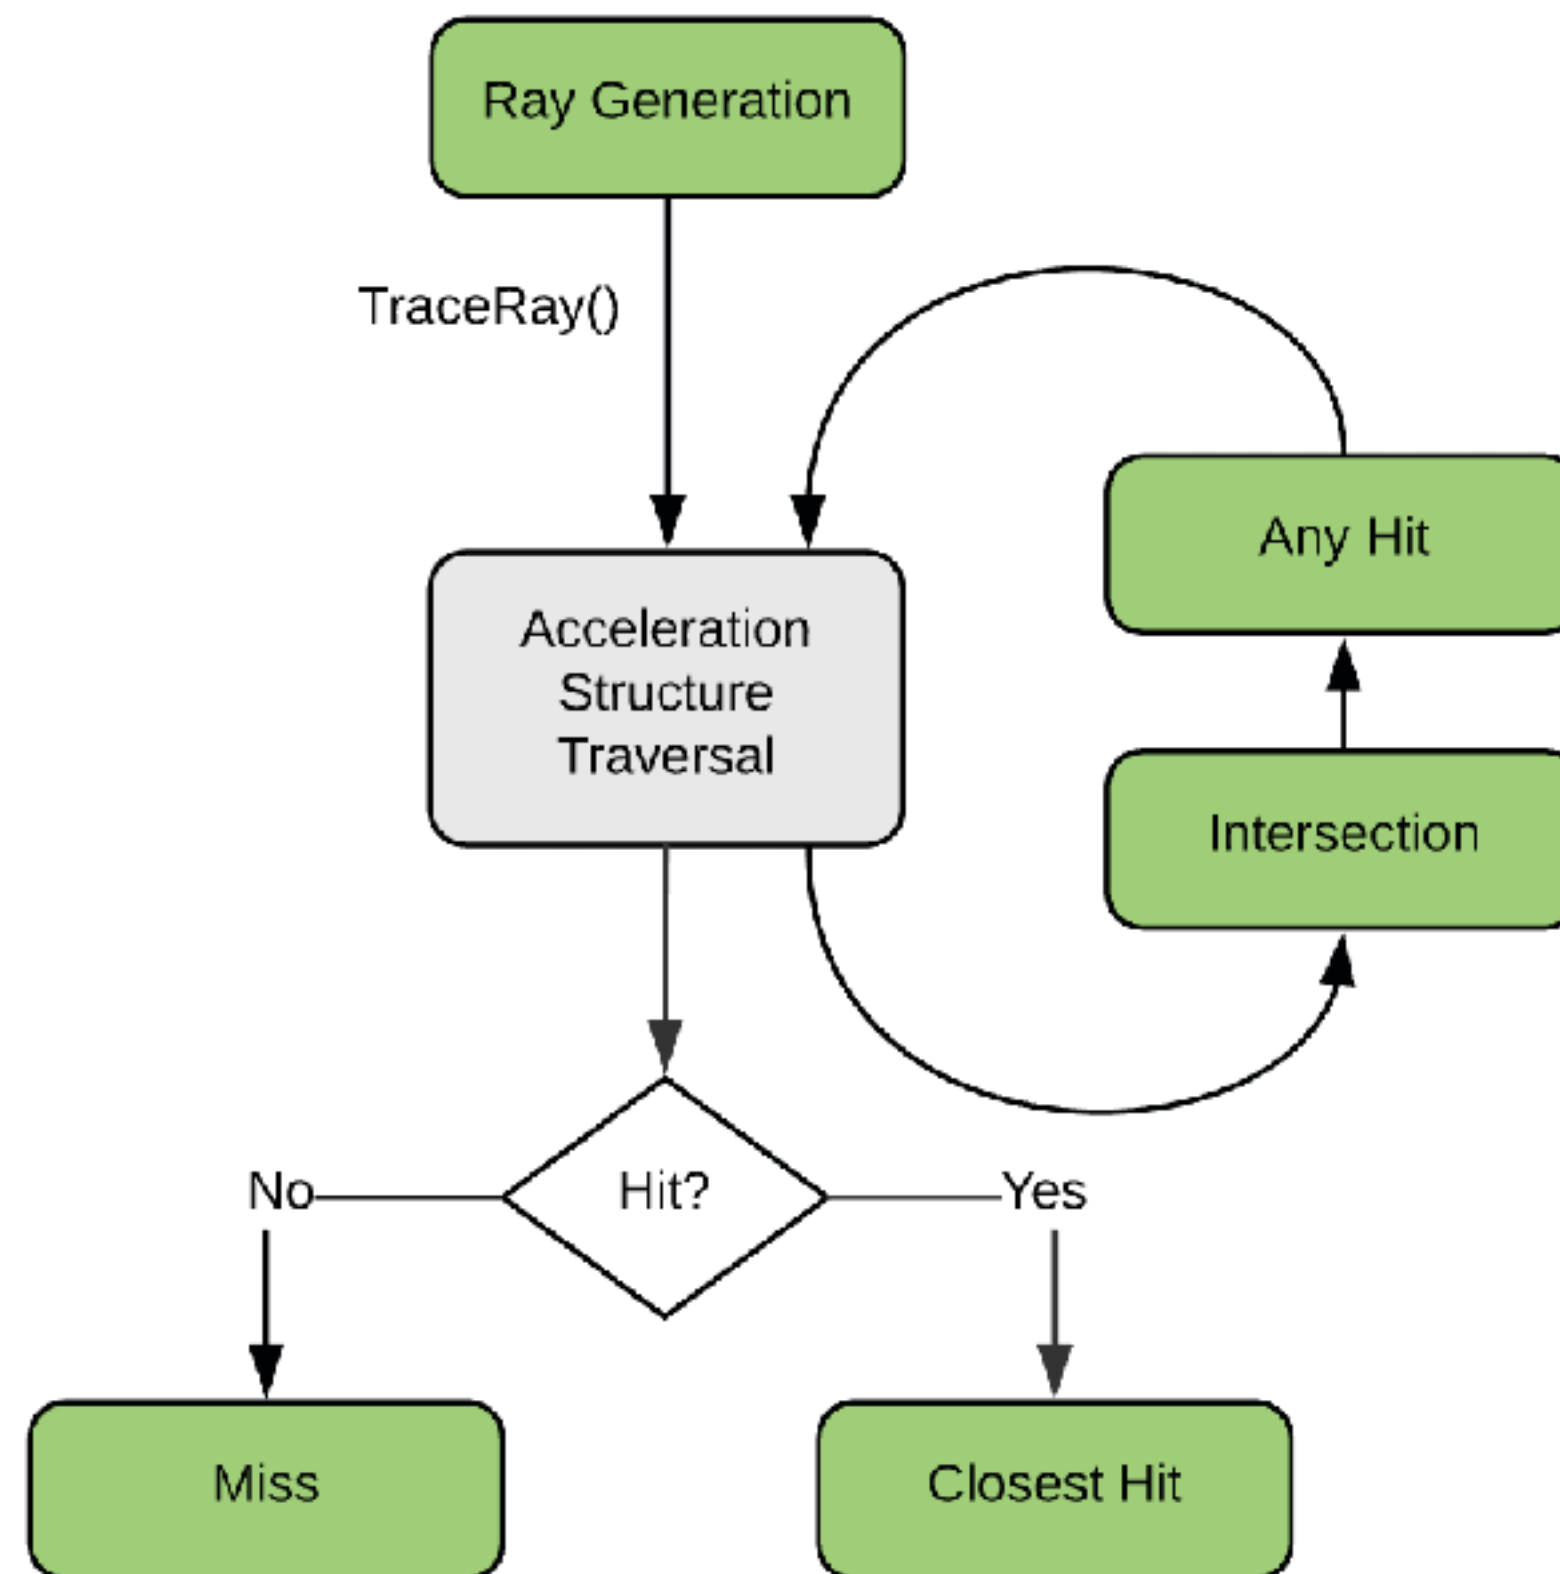 Ray Generation
TraceRay()
Any Hit
Acceleration
Structure
Traversal
Intersection
Hit?
No
Yes
Miss
Closest Hit